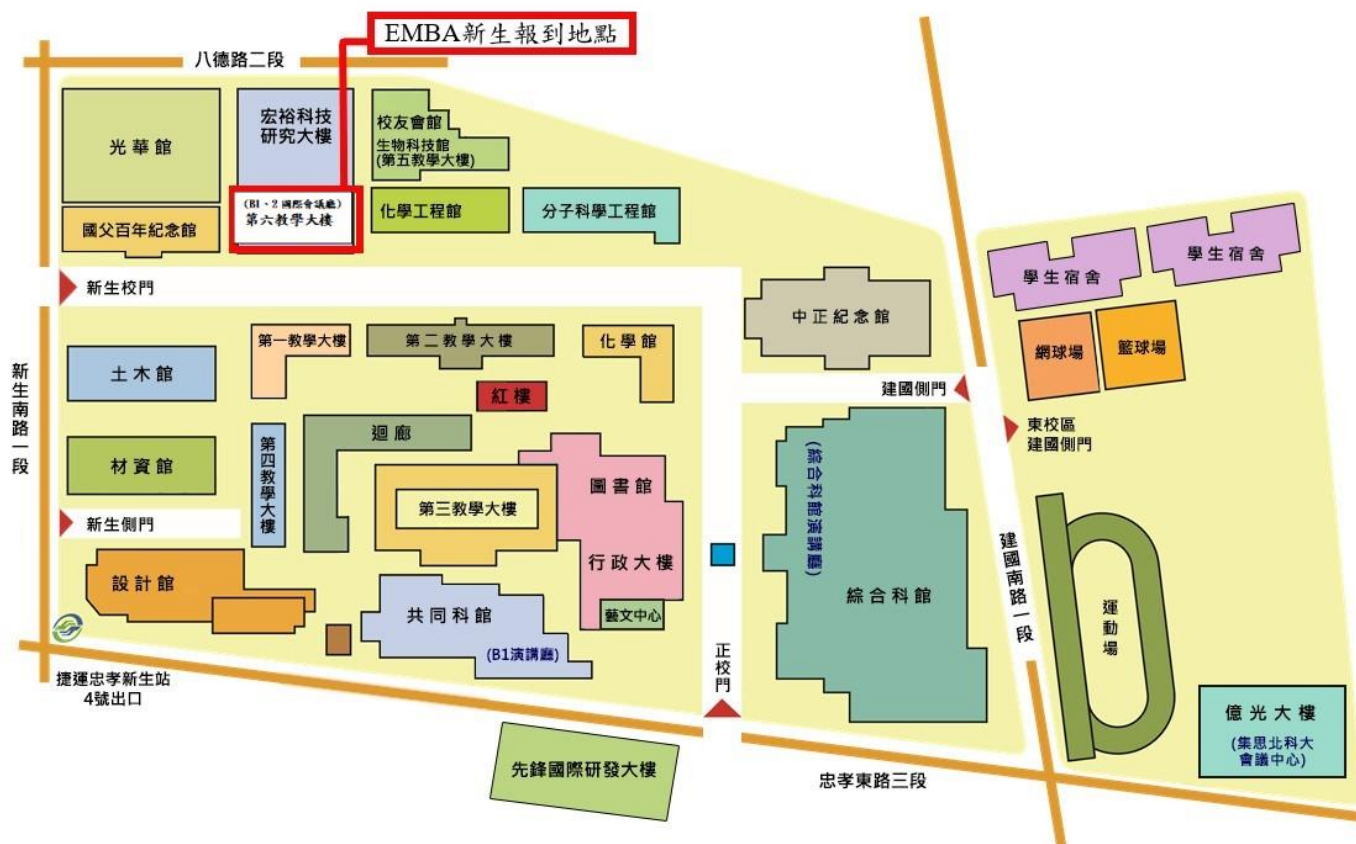 EMBA新生報到地點
八德路二段
光華館
宏裕科技
研究大樓
校友會館
生物科技館
(第五教學大樓)
國父百年紀念館
(B1、2國際會議廳)
第六教學大樓
化學工程館
分子科學工程館
學生宿舍
學生宿舍
新生校門
中正紀念館
網球場
籃球場
新生南路一段
土木館
第一教學大樓
第二教學大樓
化學館
紅樓
建國側門
東校區
建國側門
材資館
第四教學大樓
迴廊
第三教學大樓
圖書館
行政大樓
(綜合科館演講廳)
綜合科館
新生側門
設計館
共同科館
(B1演講廳)
藝文中心
正校門
建國南路一段
運動場
捷運忠孝新生站
4號出口
先鋒國際研發大樓
忠孝東路三段
億光大樓
(集思北科大
會議中心)